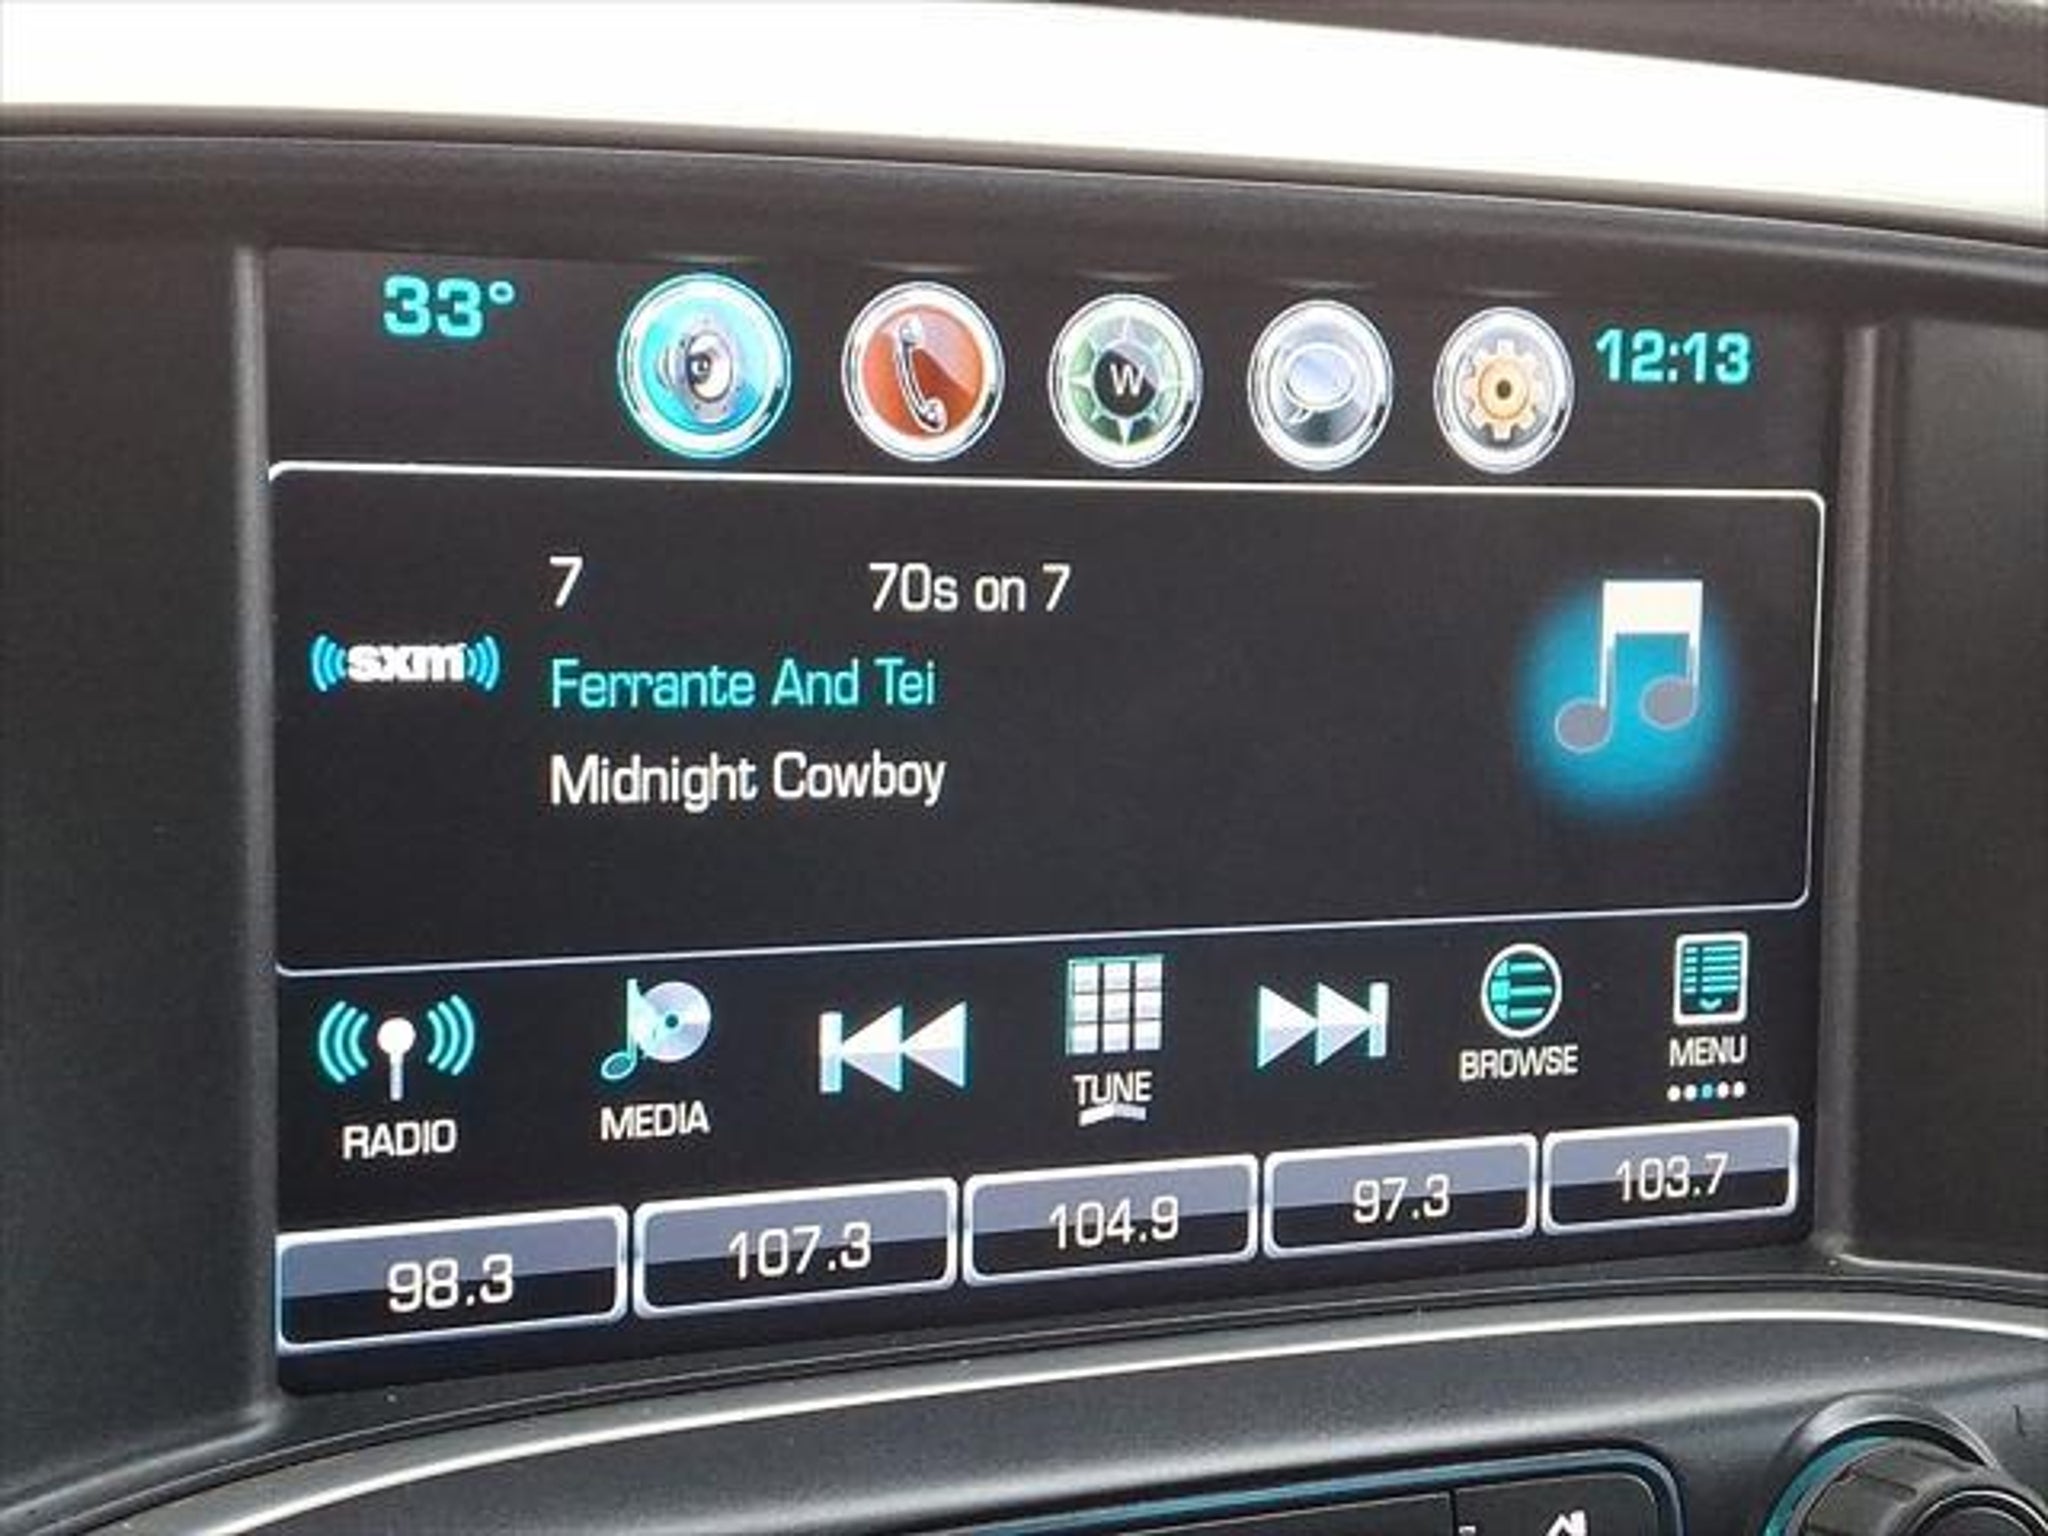 33°
W
12:13
7 70s on 7
sxm
Ferrante And Tei
Midnight Cowboy
RADIO
MEDIA
TUNE
BROWSE
MENU
98.3 107.3 104.9 97.3 103.7